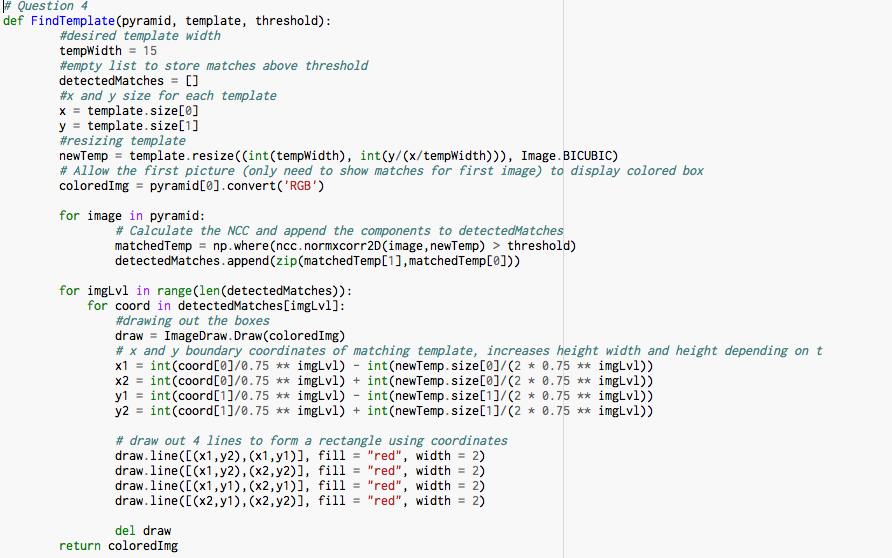 # Question 4
def FindTemplate(pyramid, template, threshold):
#desired template width
tempWidth = 15
#empty list to store matches above threshold
detectedMatches = []
#x and y size for each template
x = template.size[0]
y = template.size[1]
#resizing template
newTemp = template.resize((int(tempWidth), int(y/(x/tempWidth))), Image.BICUBIC)
# Allow the first picture (only need to show matches for first image) to display colored box
coloredImg = pyramid[0].convert('RGB')
for image in pyramid:
# Calculate the NCC and append the components to detectedMatches
matchedTemp = np.where(ncc.normxcorr2D(image,newTemp) > threshold)
detectedMatches.append(zip(matchedTemp[1],matchedTemp[0]))
for imgLvl in range(len(detectedMatches)):
for coord in detectedMatches[imgLvl]:
#drawing out the boxes
draw = ImageDraw.Draw(coloredImg)
# x and y boundary coordinates of matching template, increases height width and height depending on t
x1 = int(coord[0]/0.75 ** imgLvl) - int(newTemp.size[0]/(2 * 0.75 ** imgLvl))
x2 = int(coord[0]/0.75 ** imgLvl) + int(newTemp.size[0]/(2 * 0.75 ** imgLvl))
y1 = int(coord[1]/0.75 ** imgLvl) - int(newTemp.size[1]/(2 * 0.75 ** imgLvl))
y2 = int(coord[1]/0.75 ** imgLvl) + int(newTemp.size[1]/(2 * 0.75 ** imgLvl))
# draw out 4 lines to form a rectangle using coordinates
draw.line([(x1,y2),(x1,y1)], fill = "red", width = 2)
draw.line([(x1,y2),(x2,y2)], fill = "red", width = 2)
draw.line([(x1,y1),(x2,y1)], fill = "red", width = 2)
draw.line([(x2,y1),(x2,y2)], fill = "red", width = 2)
del draw
return coloredImg